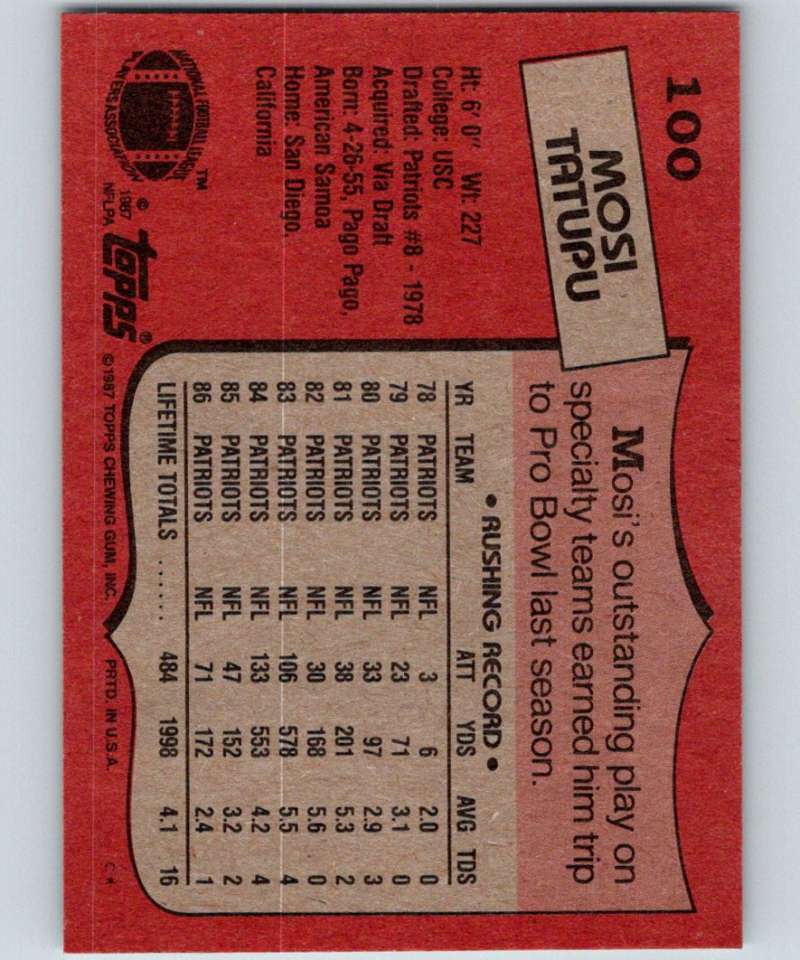 100
MOSI
TATUPU
Ht: 6' 0" Wt: 227
College: USC
Drafted: Patriots #8 - 1978
Acquired: Via Draft
Born: 4-26-55, Pago Pago,
American Samoa
Home: San Diego,
California
NATIONAL FOOTBALL LEAGUE
PLAYERS ASSOCIATION
TM
© 1987
NFLPA
Mosi's outstanding play on
specialty teams earned him trip
to Pro Bowl last season.
• RUSHING RECORD •
YR TEAM ATT YDS AVG TDS
78 PATRIOTS NFL 3 6 2.0 0
79 PATRIOTS NFL 23 71 3.1 0
80 PATRIOTS NFL 33 97 2.9 3
81 PATRIOTS NFL 38 201 5.3 2
82 PATRIOTS NFL 30 168 5.6 0
83 PATRIOTS NFL 106 578 5.5 4
84 PATRIOTS NFL 133 553 4.2 4
85 PATRIOTS NFL 47 152 3.2 2
86 PATRIOTS NFL 71 172 2.4 1
LIFETIME TOTALS ...... 484 1998 4.1 16
topps® ©1987 TOPPS CHEWING GUM, INC. PRTD. IN U.S.A.